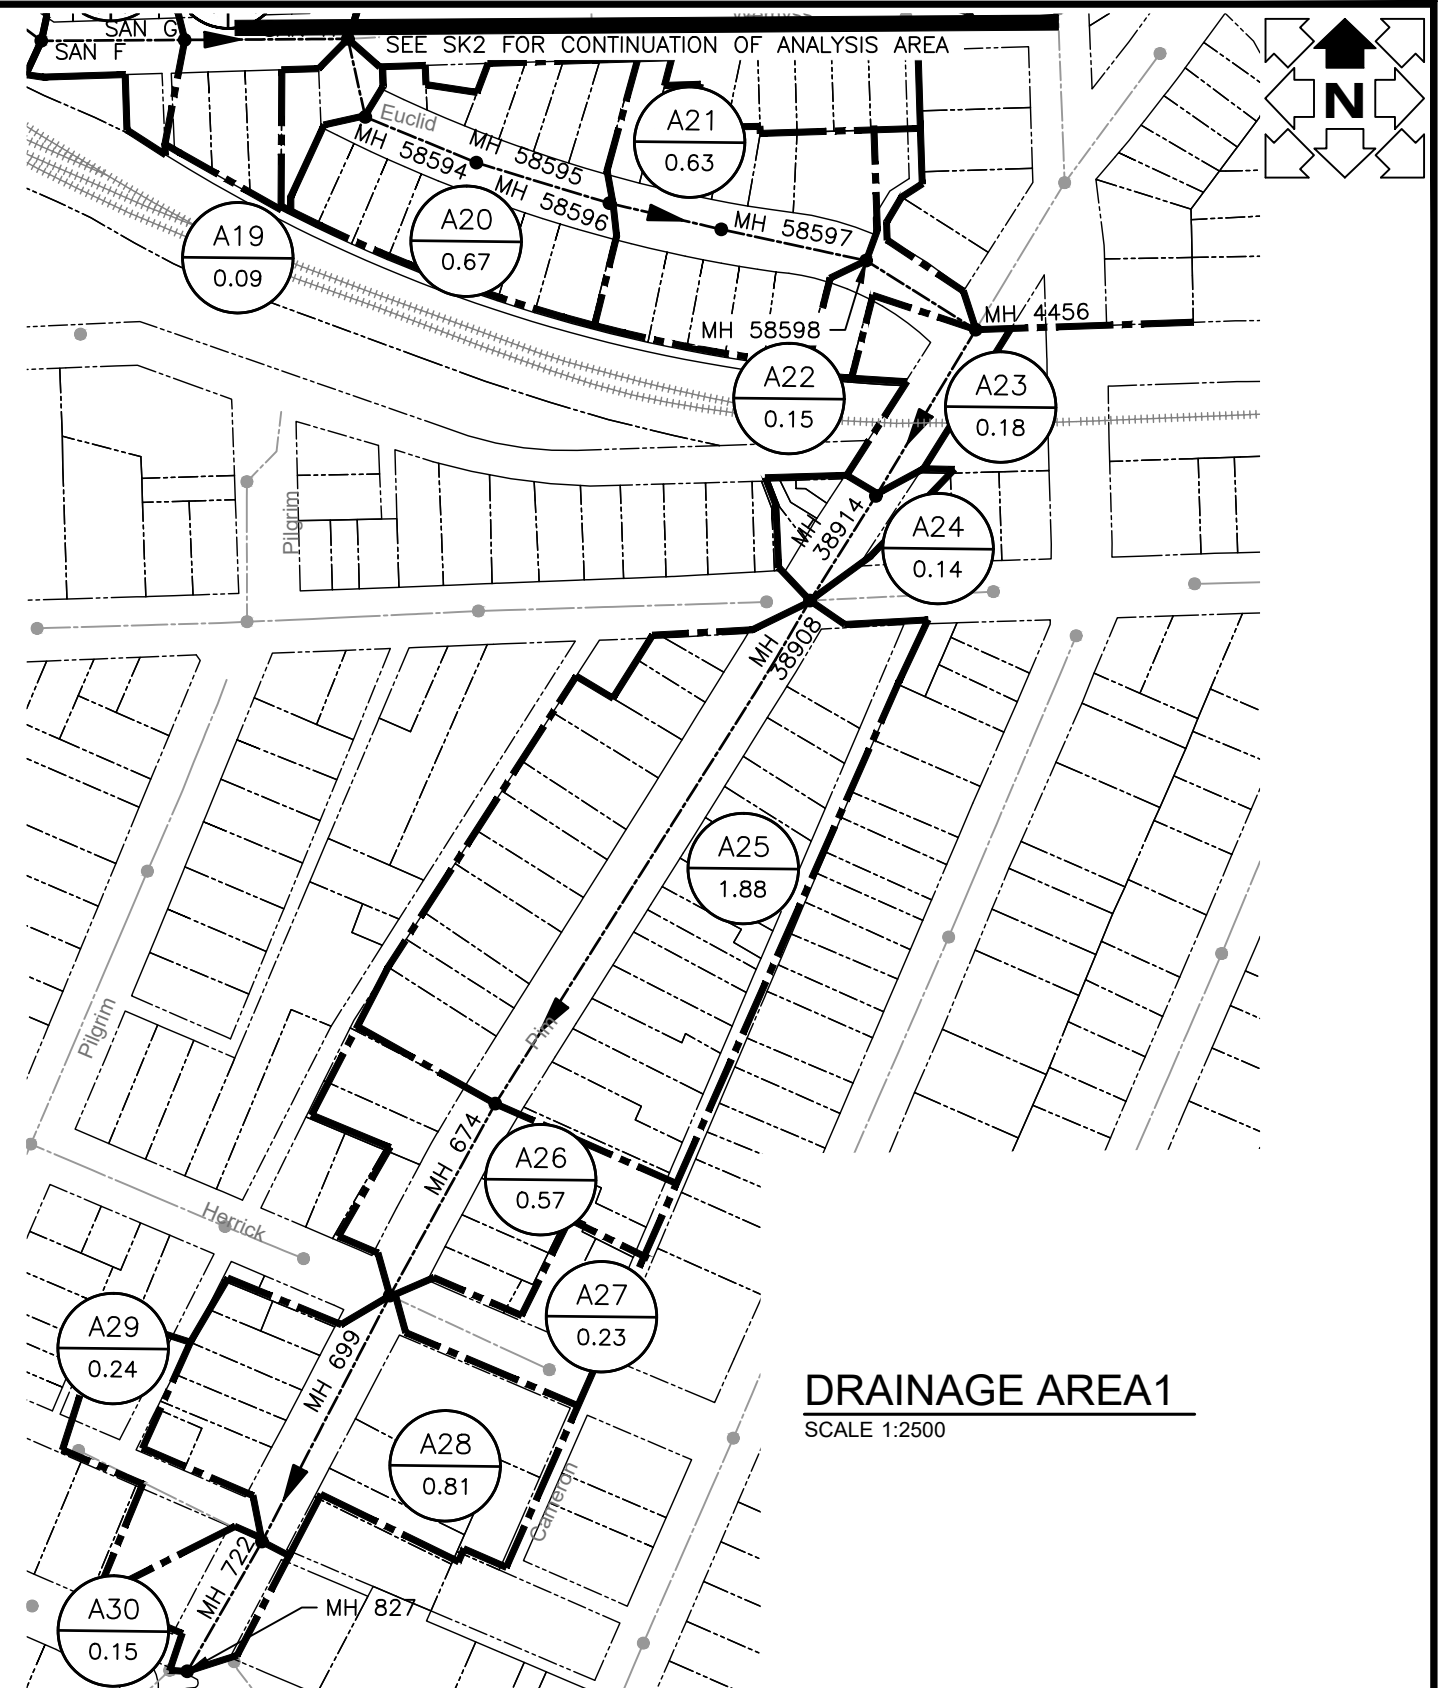 SAN G
SAN F
SEE SK2 FOR CONTINUATION OF ANALYSIS AREA
N
Euclid
MH 58594
MH 58595
MH 58596
MH 58597
MH 58598
MH 4456
A21
0.63
A20
0.67
A19
0.09
A22
0.15
A23
0.18
Pilgrim
MH 38914
A24
0.14
MH 38908
A25
1.88
Pilgrim
Pim
MH 674
A26
0.57
Herrick
A27
0.23
A29
0.24
MH 699
A28
0.81
Cameron
DRAINAGE AREA1
SCALE 1:2500
MH 722
MH 827
A30
0.15